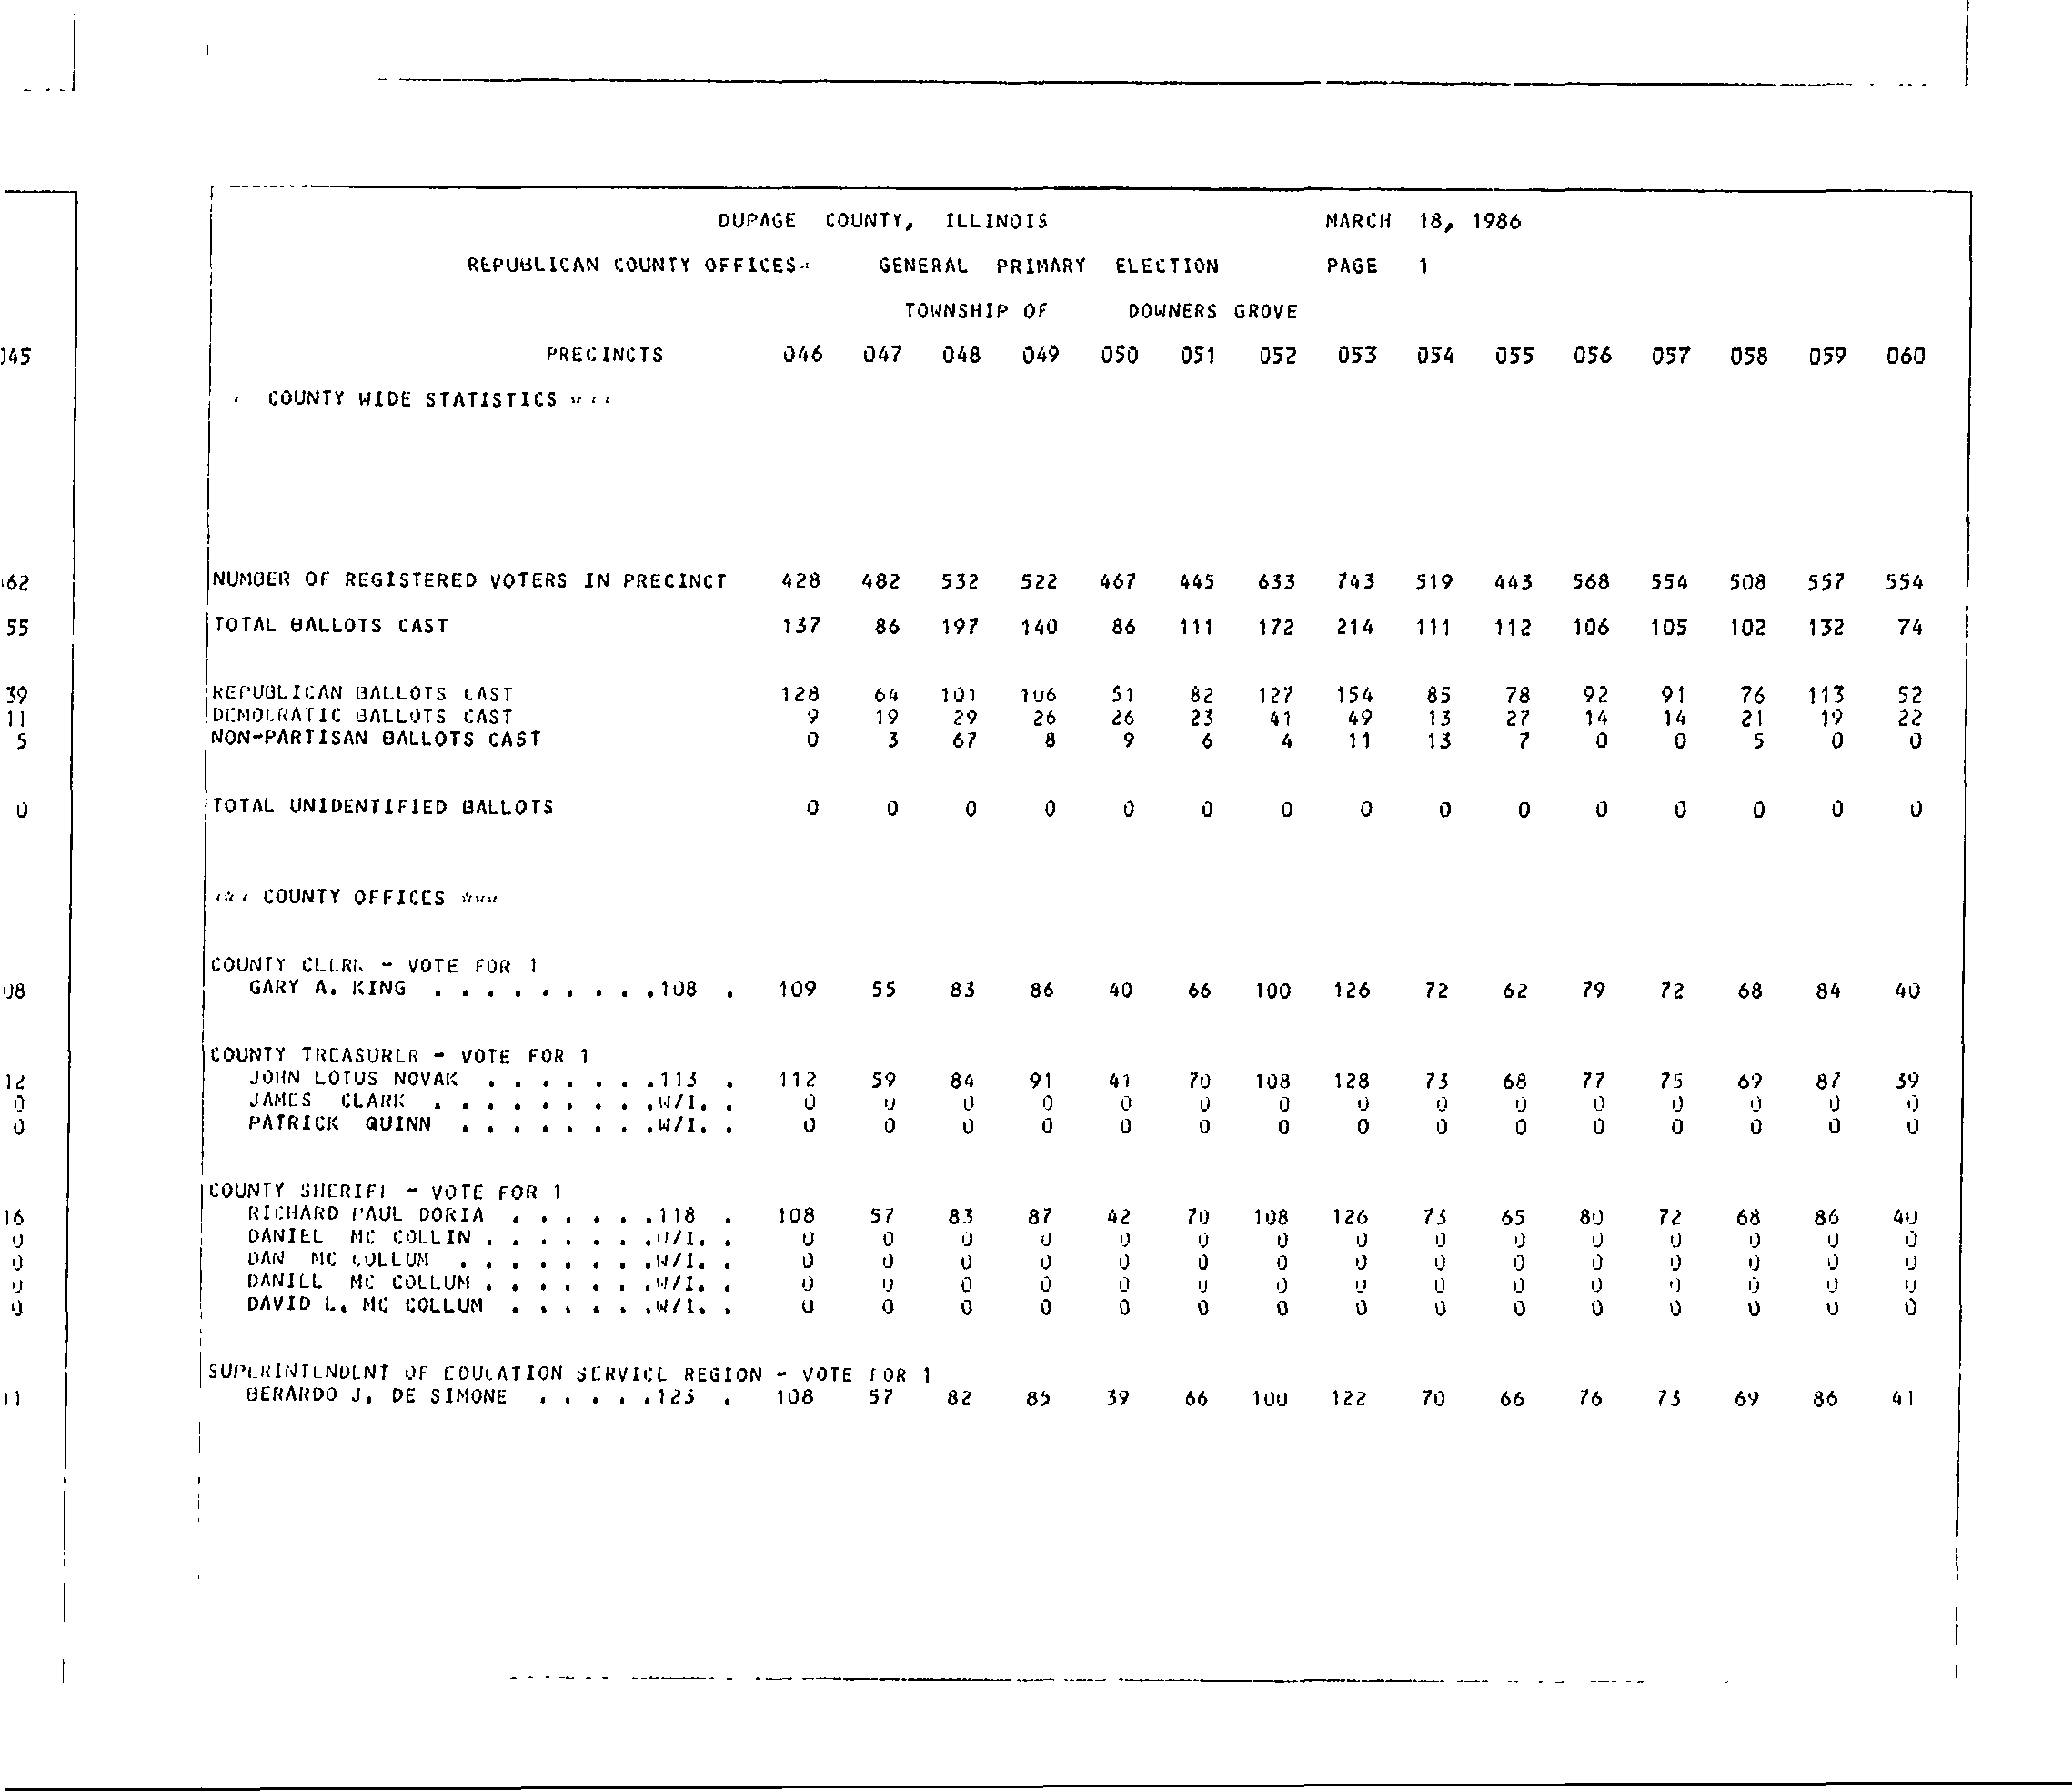 DUPAGE COUNTY, ILLINOIS MARCH 18, 1986
REPUBLICAN COUNTY OFFICES- GENERAL PRIMARY ELECTION PAGE 1
TOWNSHIP OF DOWNERS GROVE
045 PRECINCTS 046 047 048 049 050 051 052 053 054 055 056 057 058 059 060
COUNTY WIDE STATISTICS ***
62 NUMBER OF REGISTERED VOTERS IN PRECINCT 428 482 532 522 467 445 633 743 519 443 568 554 508 557 554
55 TOTAL BALLOTS CAST 137 86 197 140 86 111 172 214 111 112 106 105 102 132 74
39 REPUBLICAN BALLOTS CAST 128 64 101 106 51 82 127 154 85 78 92 91 76 113 52
11 DEMOCRATIC BALLOTS CAST 9 19 29 26 26 23 41 49 13 27 14 14 21 19 22
5 NON-PARTISAN BALLOTS CAST 0 3 67 8 9 6 4 11 13 7 0 0 5 0 0
0 TOTAL UNIDENTIFIED BALLOTS 0 0 0 0 0 0 0 0 0 0 0 0 0 0 0
*** COUNTY OFFICES ***
COUNTY CLERK - VOTE FOR 1
08 GARY A. KING . . . . . . . . .108 . 109 55 83 86 40 66 100 126 72 62 79 72 68 84 40
COUNTY TREASURER - VOTE FOR 1
12 JOHN LOTUS NOVAK . . . . . . .113 . 112 59 84 91 41 70 108 128 73 68 77 75 69 87 39
0 JAMES CLARK . . . . . . . . .W/I. . 0 0 0 0 0 0 0 0 0 0 0 0 0 0 0
0 PATRICK QUINN . . . . . . . .W/I. . 0 0 0 0 0 0 0 0 0 0 0 0 0 0 0
COUNTY SHERIFF - VOTE FOR 1
16 RICHARD PAUL DORIA . . . . . .118 . 108 57 83 87 42 70 108 126 73 65 80 72 68 86 40
0 DANIEL MC COLLIN . . . . . . .W/I. . 0 0 0 0 0 0 0 0 0 0 0 0 0 0 0
0 DAN MC COLLUM . . . . . . . .W/I. . 0 0 0 0 0 0 0 0 0 0 0 0 0 0 0
0 DANIEL MC COLLUM . . . . . . .W/I. . 0 0 0 0 0 0 0 0 0 0 0 0 0 0 0
0 DAVID L. MC COLLUM . . . . . .W/I. . 0 0 0 0 0 0 0 0 0 0 0 0 0 0 0
SUPERINTENDENT OF EDUCATION SERVICE REGION - VOTE FOR 1
11 BERARDO J. DE SIMONE . . . . .123 . 108 57 82 85 39 66 100 122 70 66 76 73 69 86 41